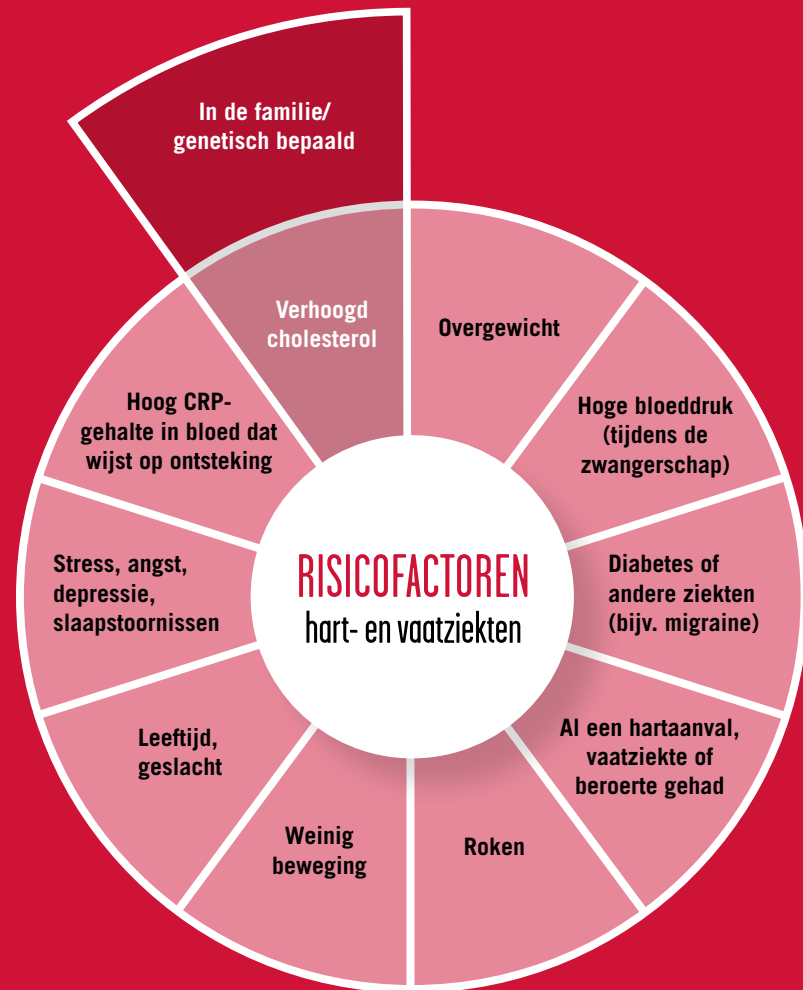 In de familie/
genetisch bepaald
Verhoogd
cholesterol
Overgewicht
Hoge bloeddruk
(tijdens de
zwangerschap)
Diabetes of
andere ziekten
(bijv. migraine)
Al een hartaanval,
vaatziekte of
beroerte gehad
Roken
Weinig
beweging
Leeftijd,
geslacht
Stress, angst,
depressie,
slaapstoornissen
Hoog CRP-
gehalte in bloed dat
wijst op ontsteking
RISICOFACTOREN
hart- en vaatziekten